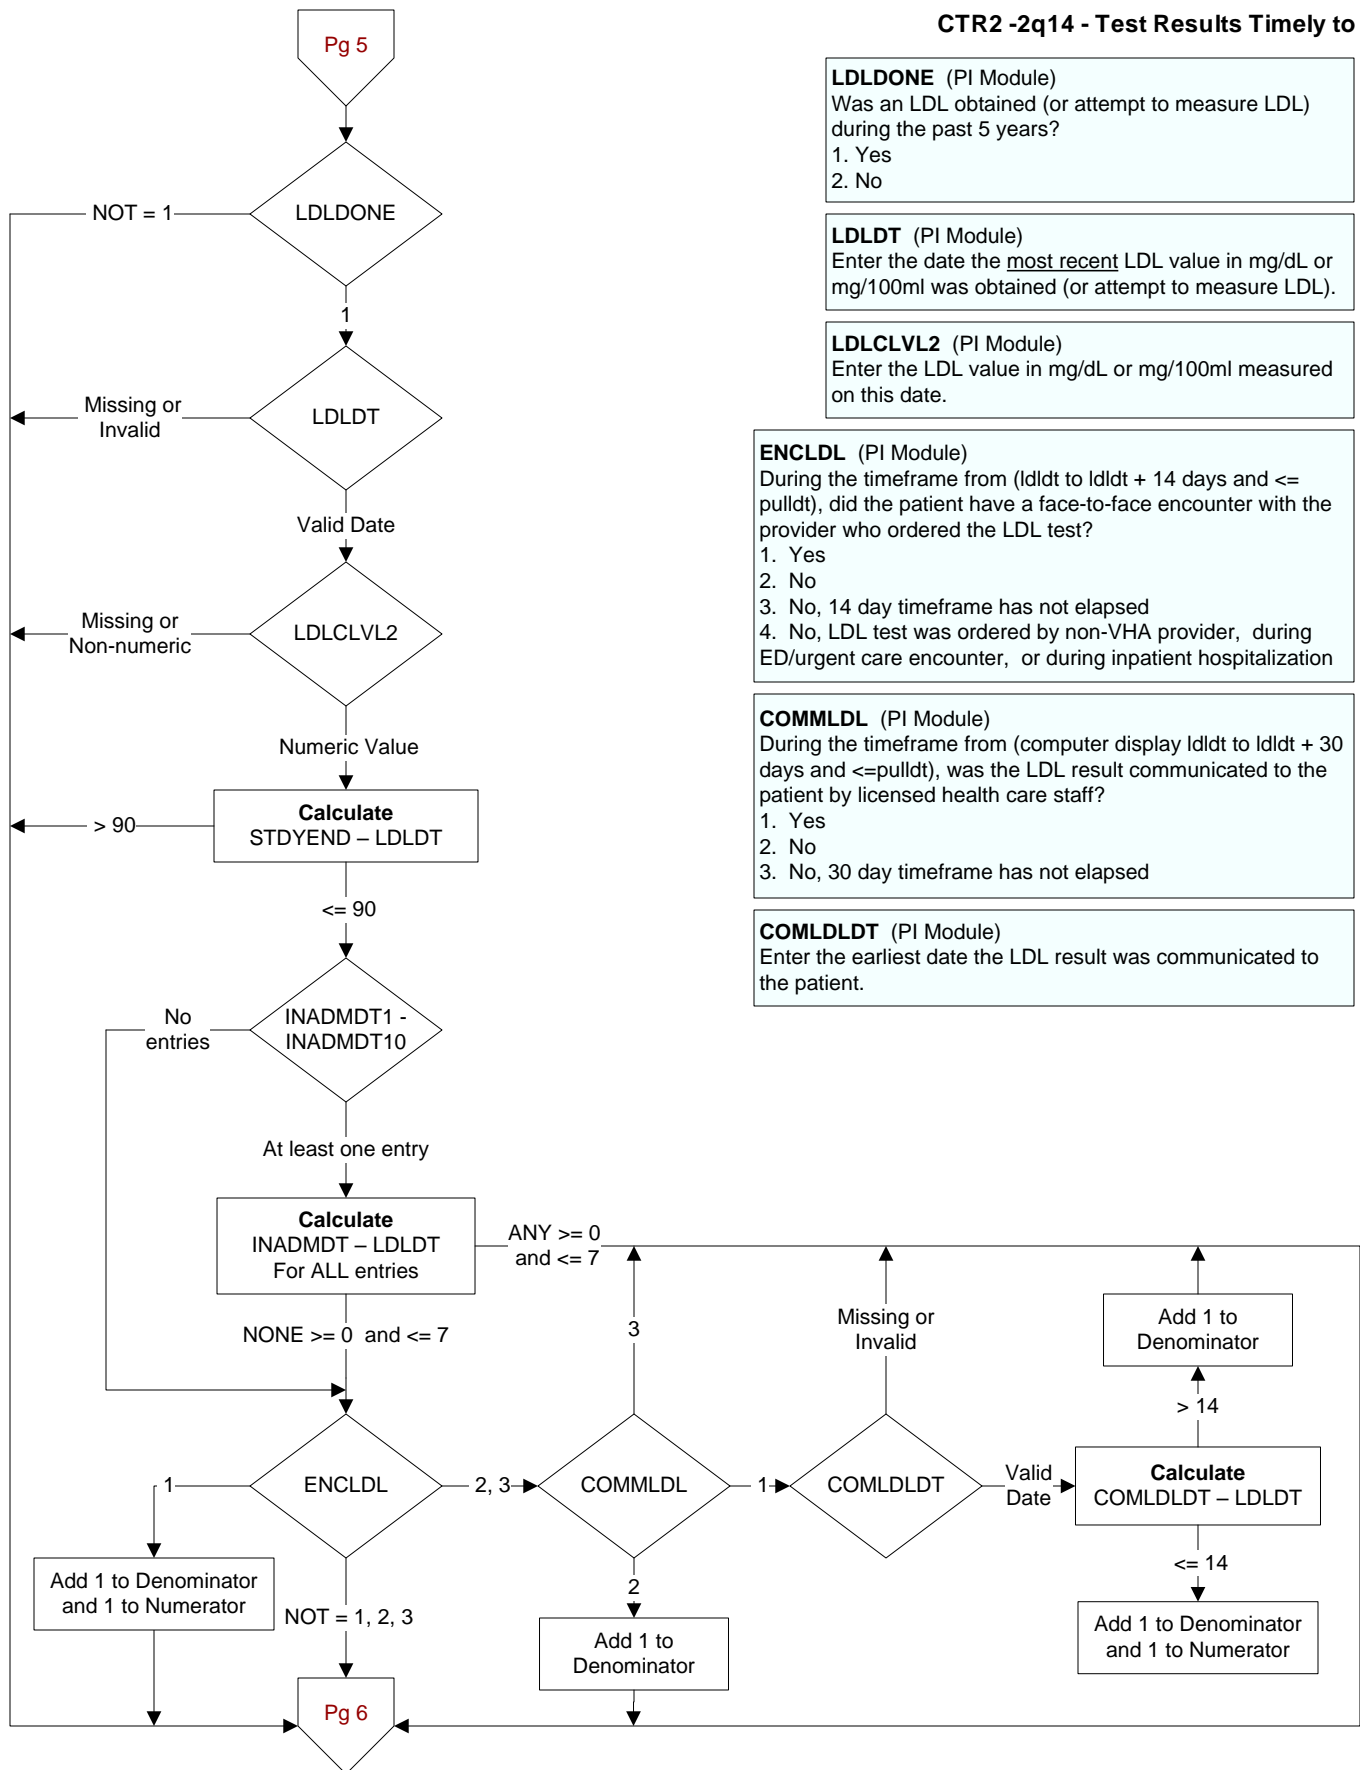 CTR2 -2q14 - Test Results Timely to
Pg 5
LDLDONE
NOT = 1
1
LDLDT
Missing or
Invalid
Valid Date
LDLCLVL2
Missing or
Non-numeric
Numeric Value
Calculate
STDYEND – LDLDT
> 90
<= 90
INADMDT1 -
INADMDT10
No
entries
At least one entry
Calculate
INADMDT – LDLDT
For ALL entries
ANY >= 0
and <= 7
NONE >= 0 and <= 7
ENCLDL
1
2, 3
NOT = 1, 2, 3
Add 1 to Denominator
and 1 to Numerator
COMMLDL
3
1
2
Add 1 to
Denominator
COMLDLDT
Missing or
Invalid
Valid
Date
Calculate
COMLDLDT – LDLDT
> 14
Add 1 to
Denominator
<= 14
Add 1 to Denominator
and 1 to Numerator
Pg 6
LDLDONE (PI Module)
Was an LDL obtained (or attempt to measure LDL)
during the past 5 years?
1. Yes
2. No
LDLDT (PI Module)
Enter the date the most recent LDL value in mg/dL or
mg/100ml was obtained (or attempt to measure LDL).
LDLCLVL2 (PI Module)
Enter the LDL value in mg/dL or mg/100ml measured
on this date.
ENCLDL (PI Module)
During the timeframe from (ldldt to ldldt + 14 days and <=
pulldt), did the patient have a face-to-face encounter with the
provider who ordered the LDL test?
1. Yes
2. No
3. No, 14 day timeframe has not elapsed
4. No, LDL test was ordered by non-VHA provider, during
ED/urgent care encounter, or during inpatient hospitalization
COMMLDL (PI Module)
During the timeframe from (computer display ldldt to ldldt + 30
days and <=pulldt), was the LDL result communicated to the
patient by licensed health care staff?
1. Yes
2. No
3. No, 30 day timeframe has not elapsed
COMLDLDT (PI Module)
Enter the earliest date the LDL result was communicated to
the patient.